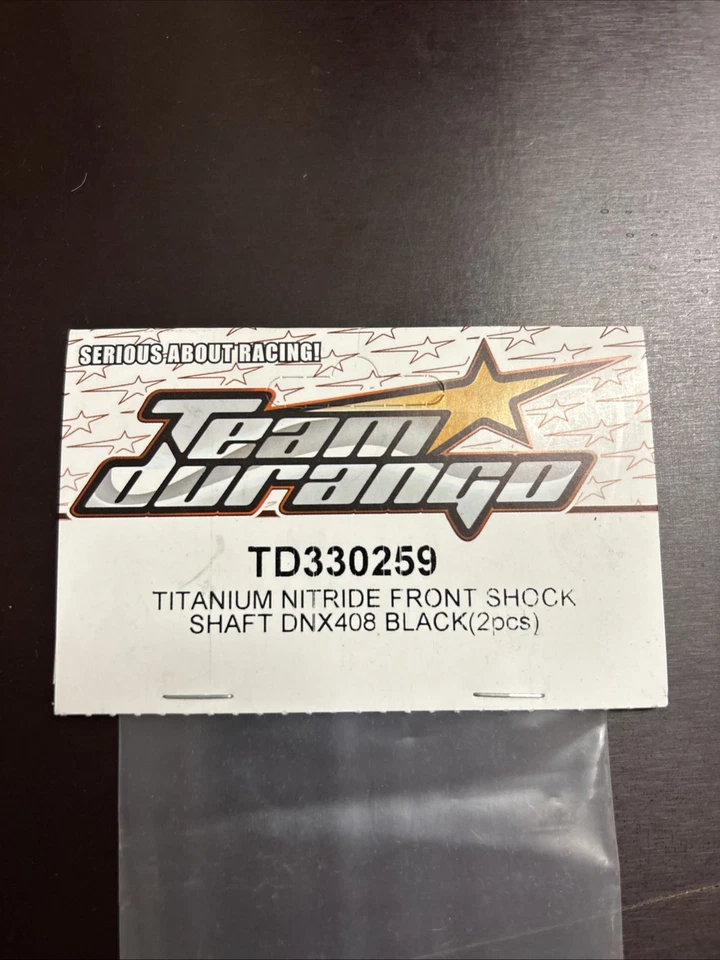 SERIOUS ABOUT RACING!
Team
durango
TD330259
TITANIUM NITRIDE FRONT SHOCK
SHAFT DNX408 BLACK(2pcs)